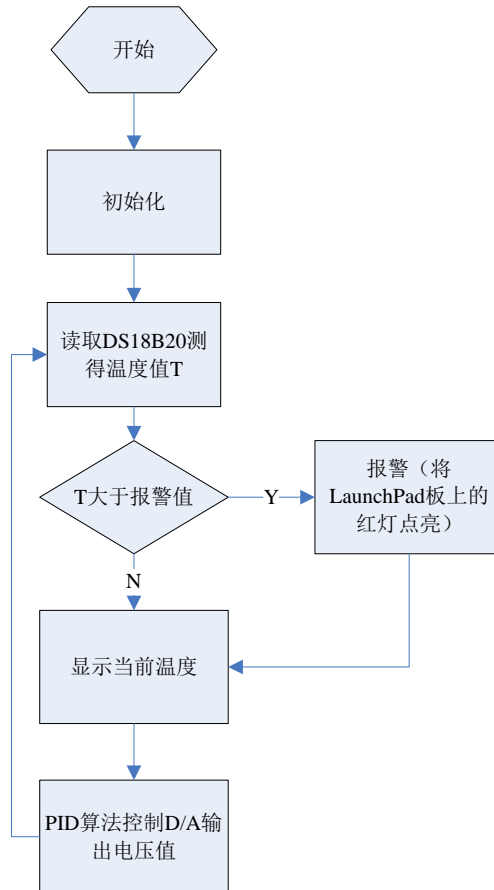 开始
初始化
读取DS18B20测
得温度值T
T大于报警值
Y
报警（将
LaunchPad板上的
红灯点亮）
N
显示当前温度
PID算法控制D/A输
出电压值